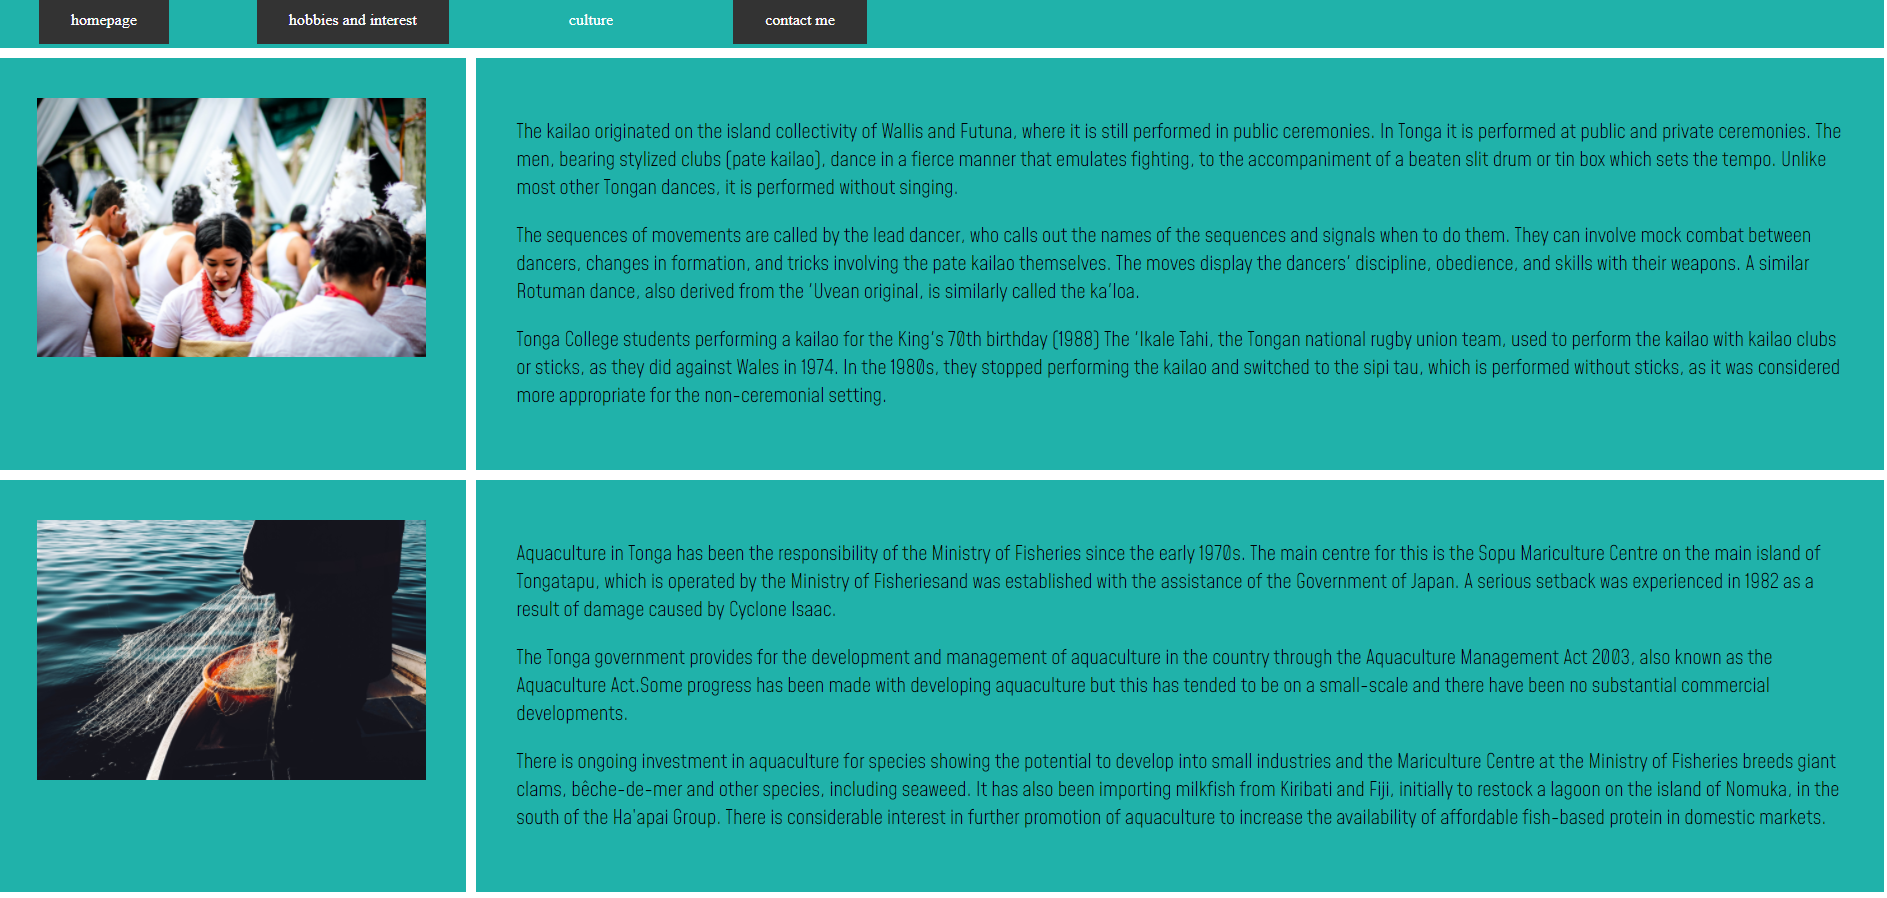 homepage hobbies and interest culture contact me
The kailao originated on the island collectivity of Wallis and Futuna, where it is still performed in public ceremonies. In Tonga it is performed at public and private ceremonies. The
men, bearing stylized clubs (pate kailao), dance in a fierce manner that emulates fighting, to the accompaniment of a beaten slit drum or tin box which sets the tempo. Unlike
most other Tongan dances, it is performed without singing.
The sequences of movements are called by the lead dancer, who calls out the names of the sequences and signals when to do them. They can involve mock combat between
dancers, changes in formation, and tricks involving the pate kailao themselves. The moves display the dancers' discipline, obedience, and skills with their weapons. A similar
Rotuman dance, also derived from the ʻUvean original, is similarly called the ka'loa.
Tonga College students performing a kailao for the King's 70th birthday (1988) The ʻIkale Tahi, the Tongan national rugby union team, used to perform the kailao with kailao clubs
or sticks, as they did against Wales in 1974. In the 1980s, they stopped performing the kailao and switched to the sipi tau, which is performed without sticks, as it was considered
more appropriate for the non-ceremonial setting.
Aquaculture in Tonga has been the responsibility of the Ministry of Fisheries since the early 1970s. The main centre for this is the Sopu Mariculture Centre on the main island of
Tongatapu, which is operated by the Ministry of Fisheriesand was established with the assistance of the Government of Japan. A serious setback was experienced in 1982 as a
result of damage caused by Cyclone Isaac.
The Tonga government provides for the development and management of aquaculture in the country through the Aquaculture Management Act 2003, also known as the
Aquaculture Act.Some progress has been made with developing aquaculture but this has tended to be on a small-scale and there have been no substantial commercial
developments.
There is ongoing investment in aquaculture for species showing the potential to develop into small industries and the Mariculture Centre at the Ministry of Fisheries breeds giant
clams, bêche-de-mer and other species, including seaweed. It has also been importing milkfish from Kiribati and Fiji, initially to restock a lagoon on the island of Nomuka, in the
south of the Ha'apai Group. There is considerable interest in further promotion of aquaculture to increase the availability of affordable fish-based protein in domestic markets.